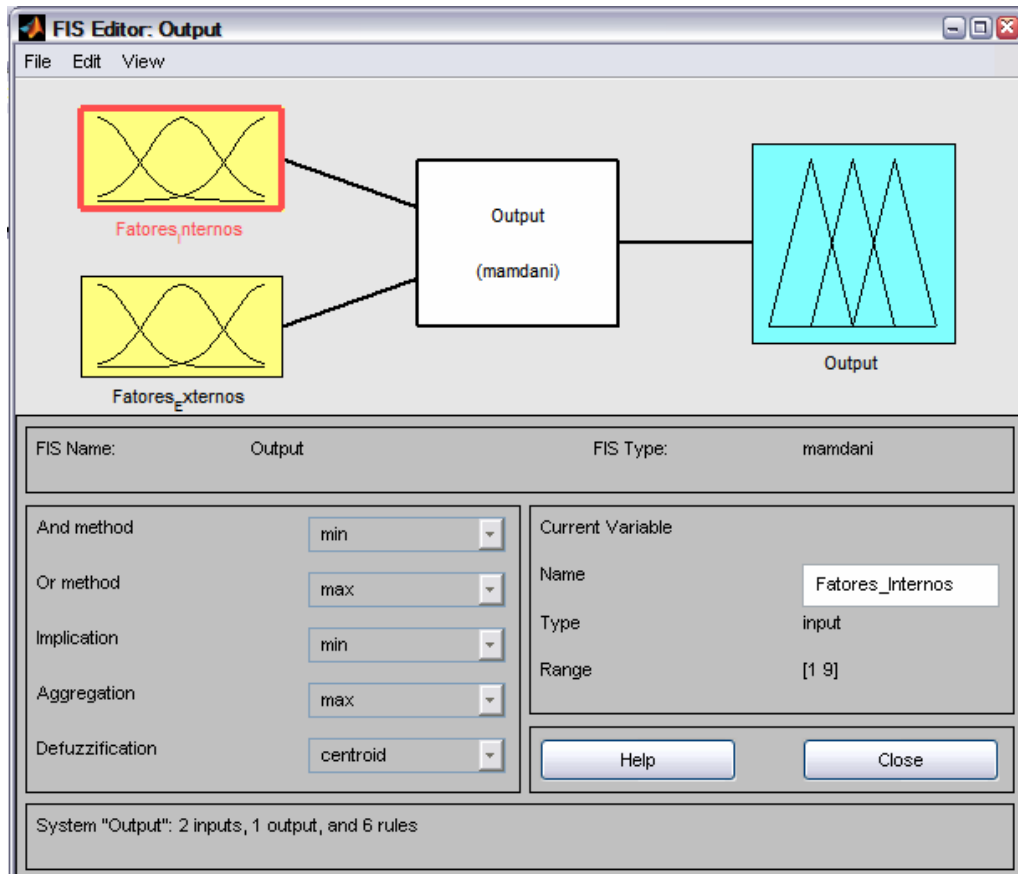 FIS Editor: Output
File Edit View
Fatores_Internos
Output
(mamdani)
Fatores_Externos
Output
FIS Name: Output FIS Type: mamdani
And method min
Or method max
Implication min
Aggregation max
Defuzzification centroid
Current Variable
Name Fatores_Internos
Type input
Range [1 9]
Help Close
System "Output": 2 inputs, 1 output, and 6 rules